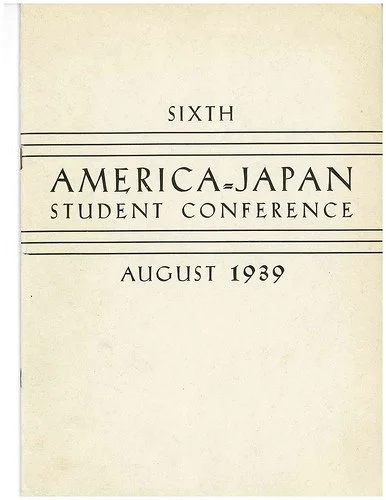 SIXTH
AMERICA=JAPAN
STUDENT CONFERENCE
AUGUST 1939